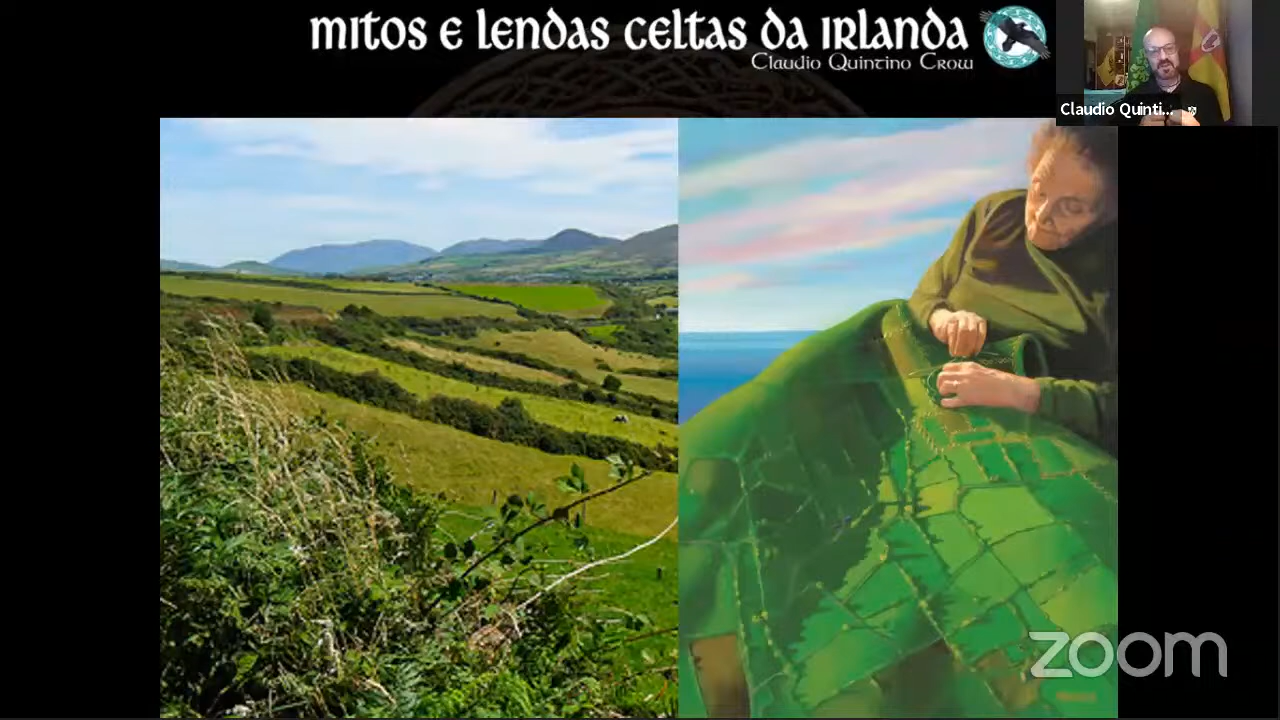 mitos e lendas celtas da irlanda
Claudio Quintino Crow
Claudio Quinti...
zoom